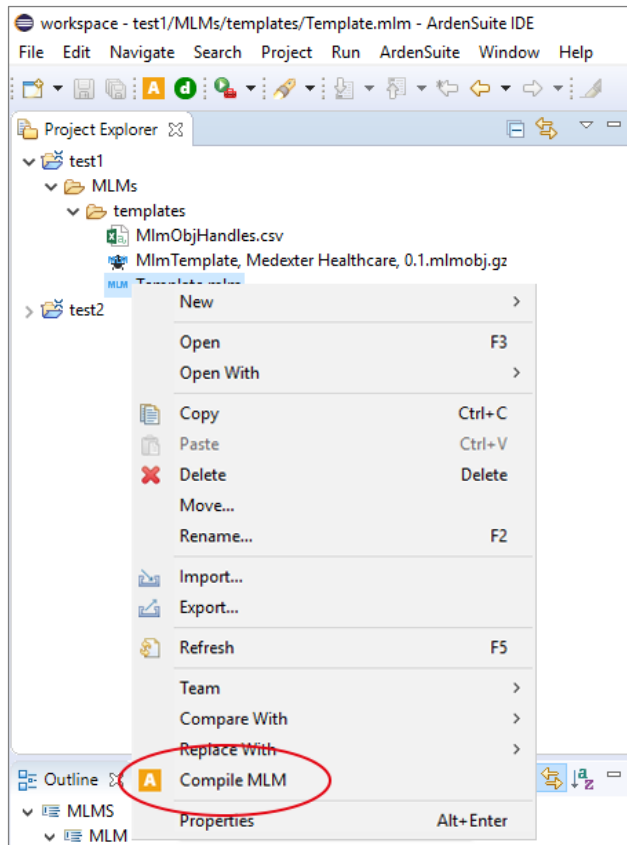 workspace - test1/MLMs/templates/Template.mlm - ArdenSuite IDE
File Edit Navigate Search Project Run ArdenSuite Window Help
A d
Project Explorer
test1
MLMs
templates
MlmObjHandles.csv
MlmTemplate, Medexter Healthcare, 0.1.mlmobj.gz
MLM Template.mlm
test2
New
Open F3
Open With
Copy Ctrl+C
Paste Ctrl+V
Delete Delete
Move...
Rename... F2
Import...
Export...
Refresh F5
Team
Compare With
Replace With
A Compile MLM
Properties Alt+Enter
Outline
a z
MLMS
MLM